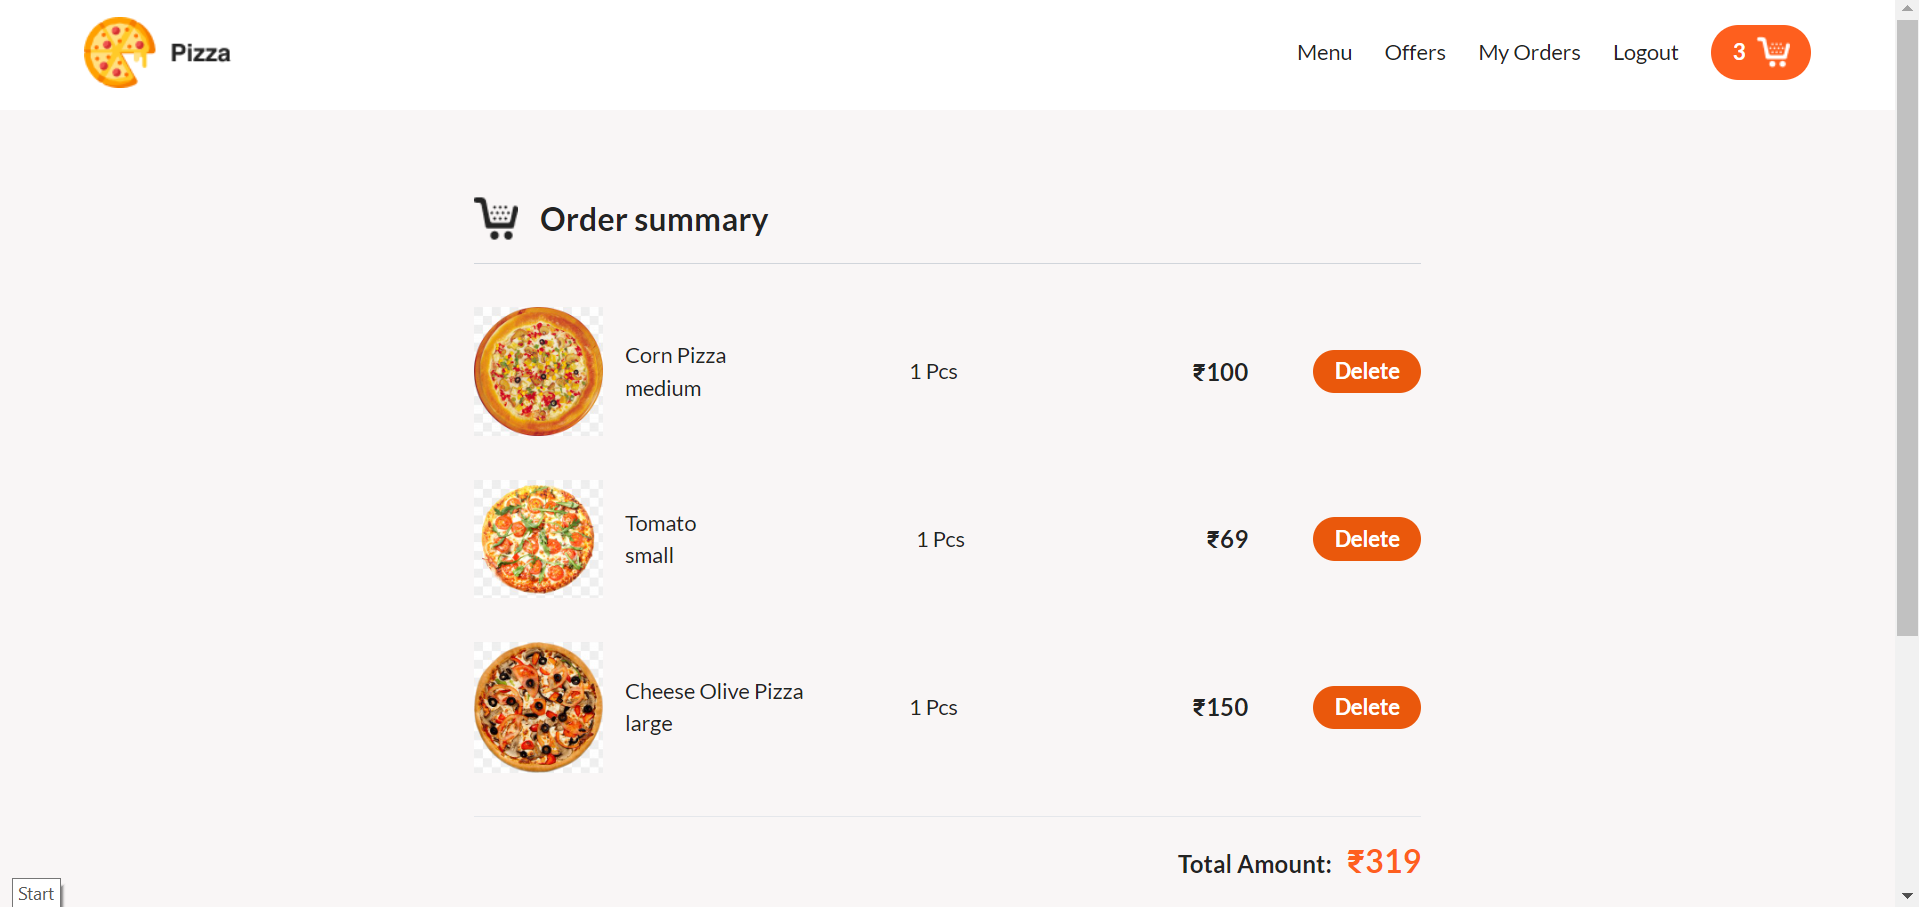 Pizza
Menu Offers My Orders Logout 3
Order summary
Corn Pizza
medium
1 Pcs
₹100
Delete
Tomato
small
1 Pcs
₹69
Delete
Cheese Olive Pizza
large
1 Pcs
₹150
Delete
Total Amount: ₹319
Start